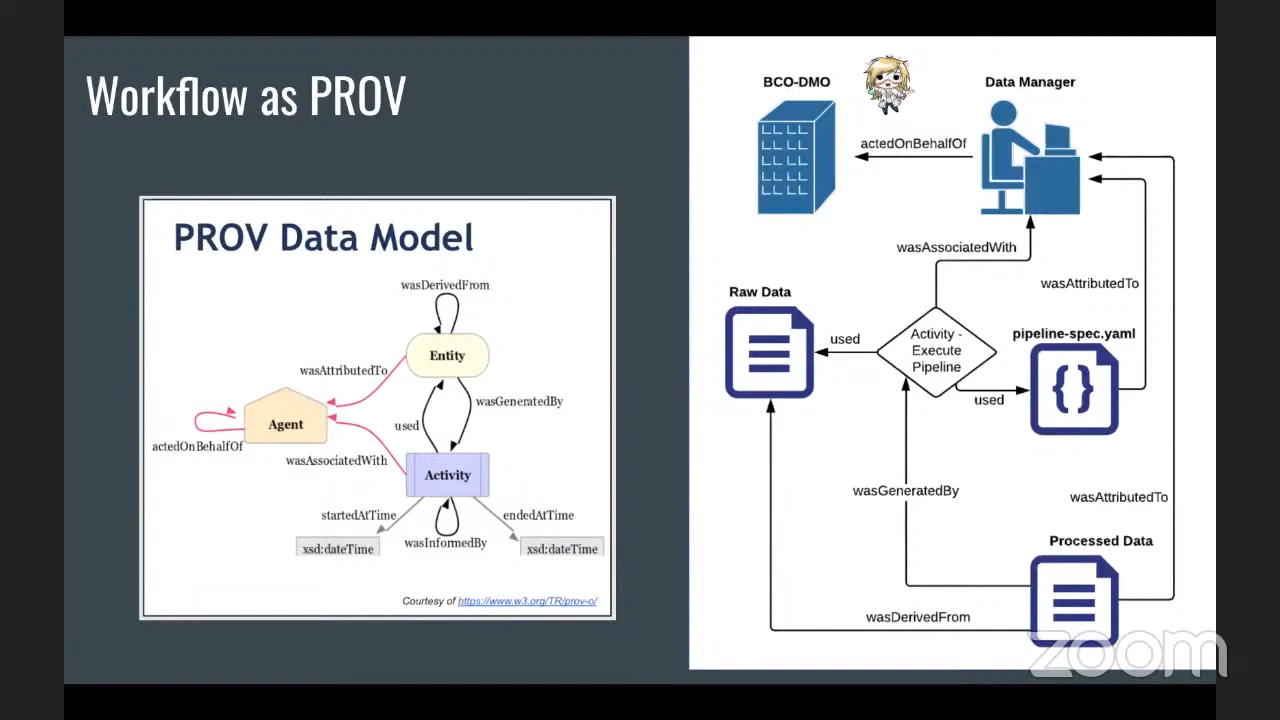 Workflow as PROV
PROV Data Model
wasDerivedFrom
Entity
wasAttributedTo
wasGeneratedBy
used
Agent
actedOnBehalfOf
wasAssociatedWith
Activity
startedAtTime
endedAtTime
wasInformedBy
xsd:dateTime
xsd:dateTime
Courtesy of https://www.w3.org/TR/prov-o/
BCO-DMO
Data Manager
actedOnBehalfOf
wasAssociatedWith
wasAttributedTo
Raw Data
used
Activity -
Execute
Pipeline
pipeline-spec.yaml
{}
used
wasGeneratedBy
wasAttributedTo
Processed Data
wasDerivedFrom
zoom